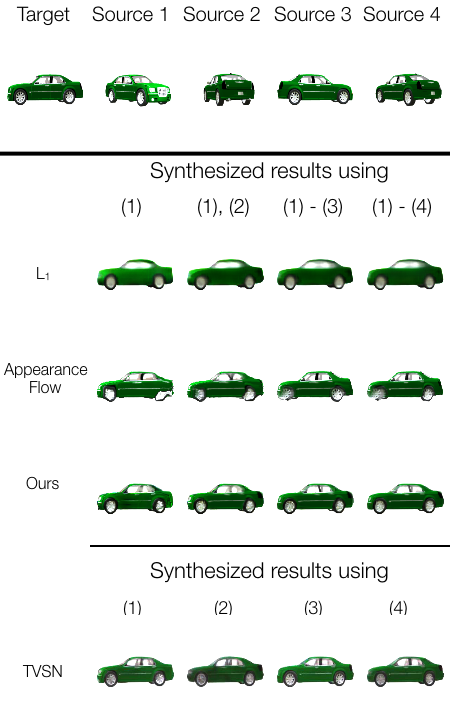 Target Source 1 Source 2 Source 3 Source 4
Synthesized results using
(1) (1), (2) (1) - (3) (1) - (4)
L₁
Appearance
Flow
Ours
Synthesized results using
(1) (2) (3) (4)
TVSN